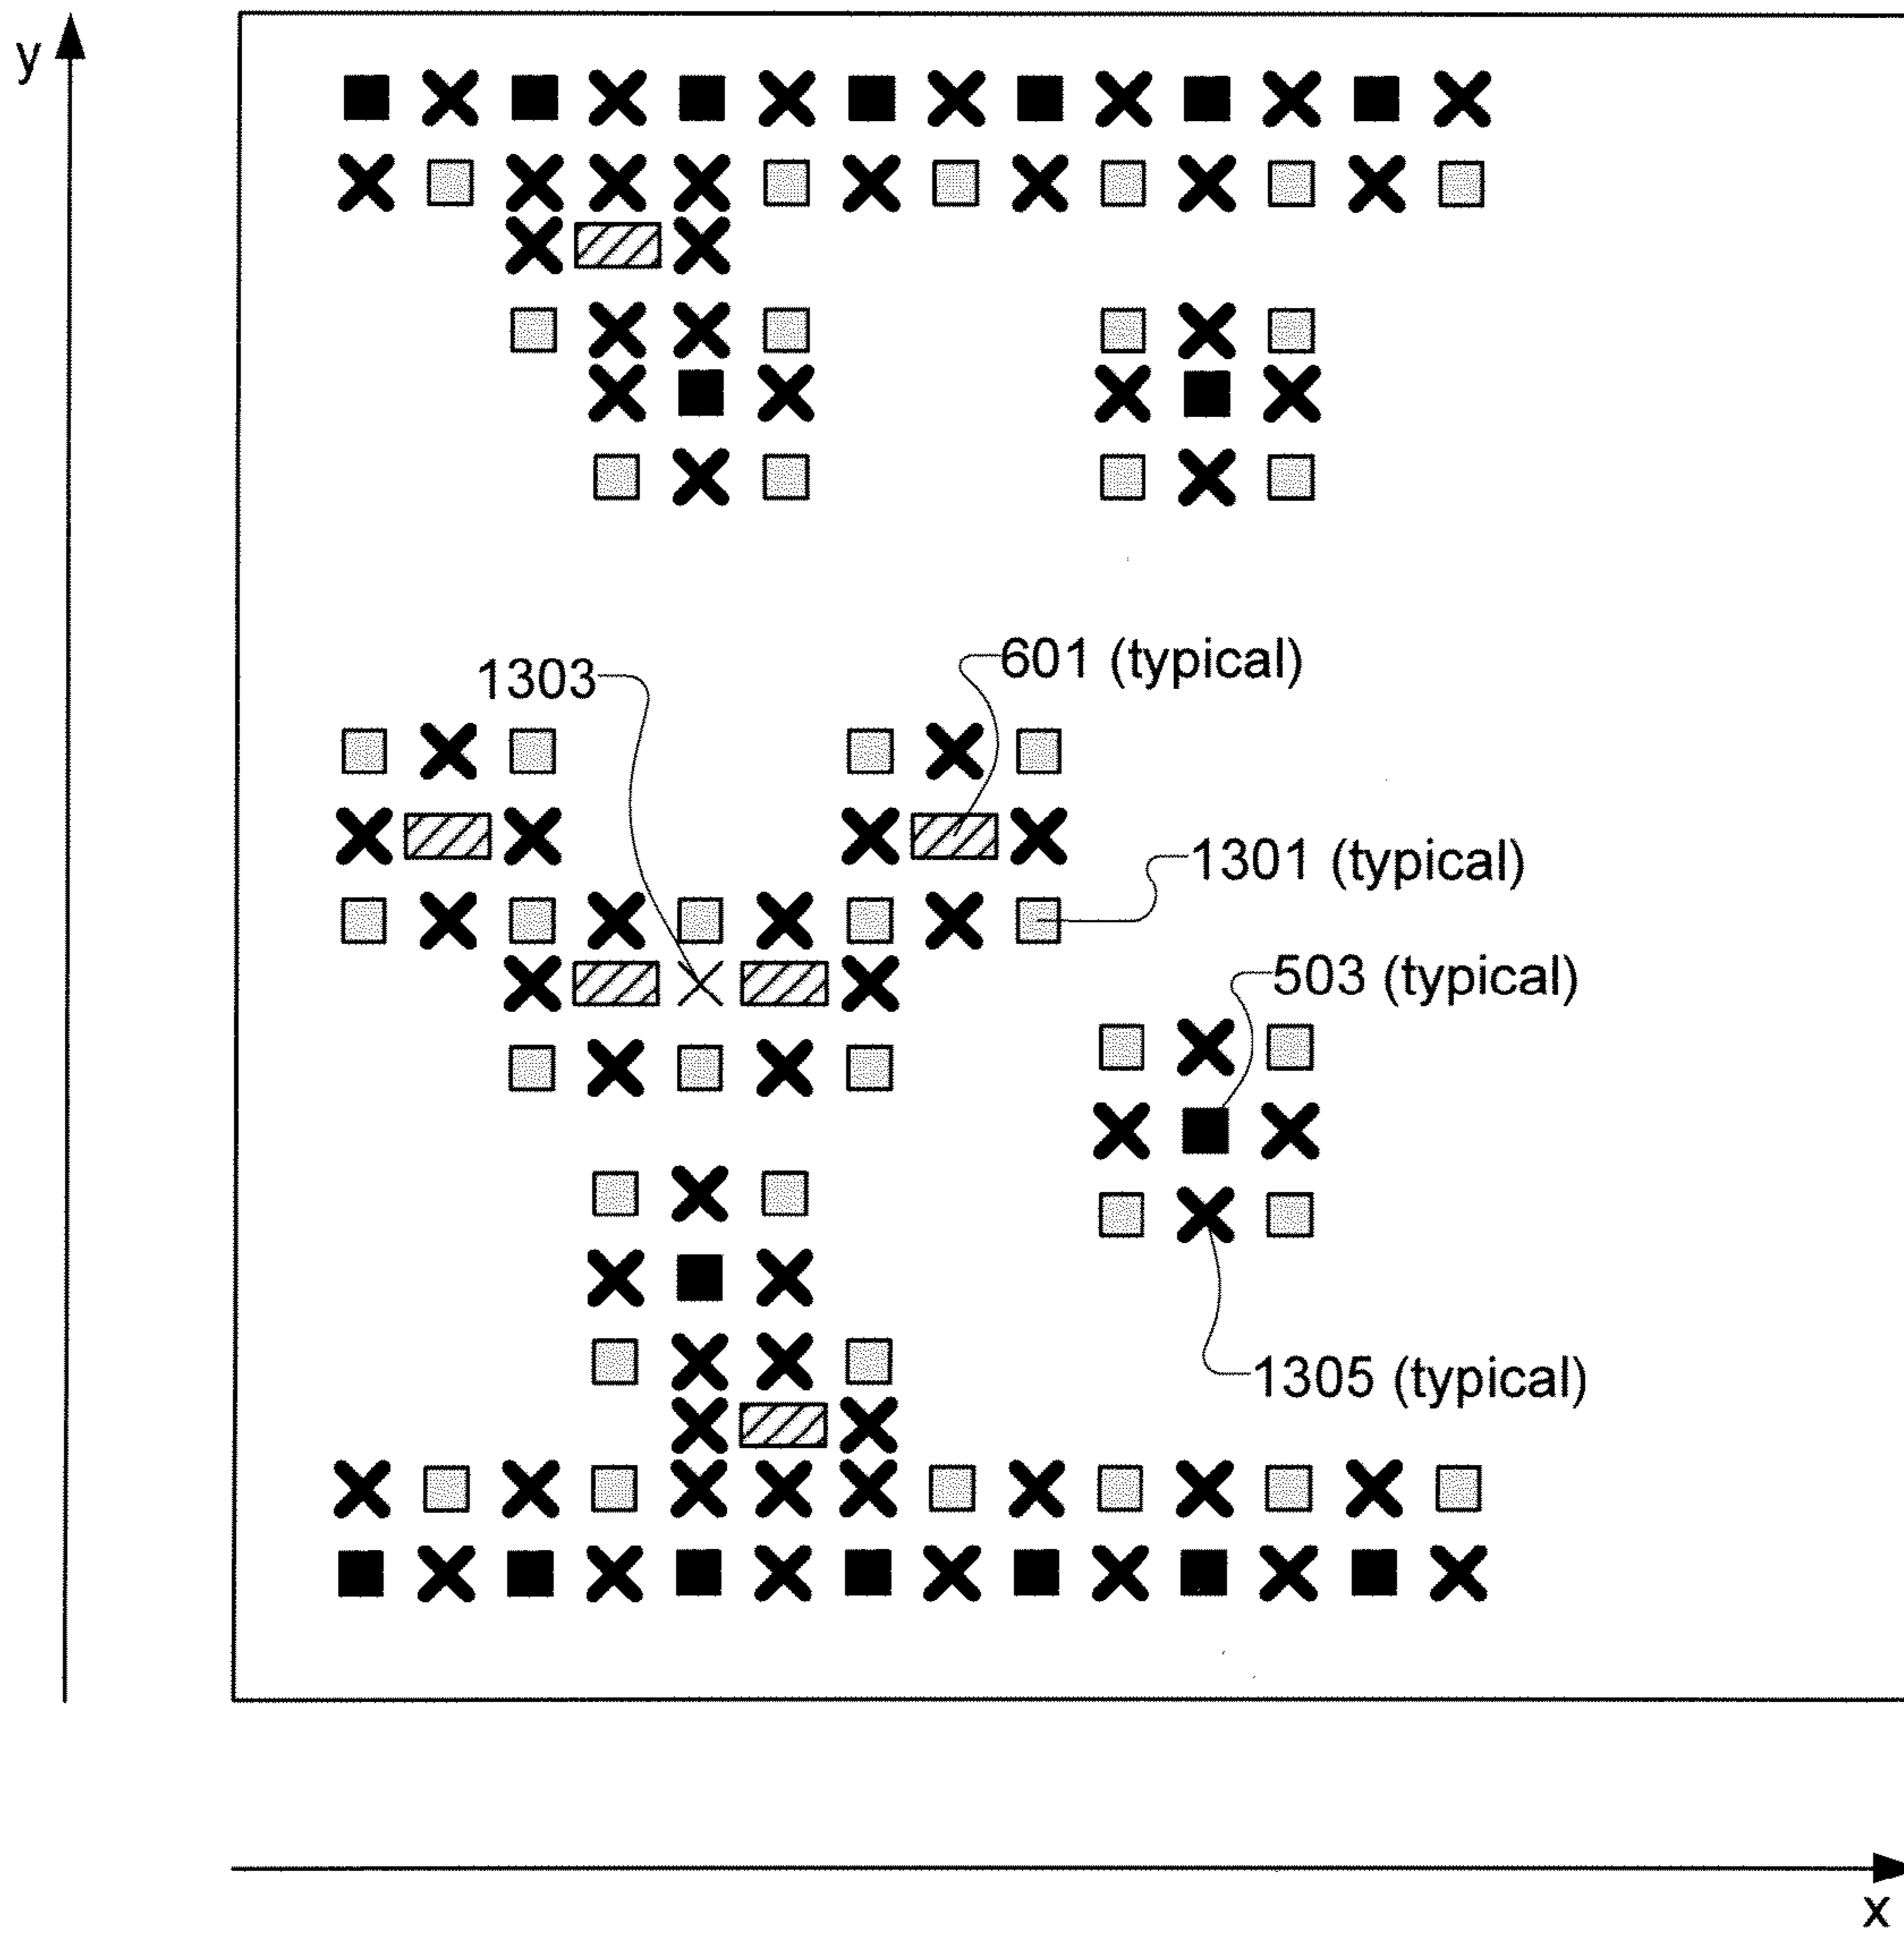 y
601 (typical)
1303
1301 (typical)
503 (typical)
1305 (typical)
x